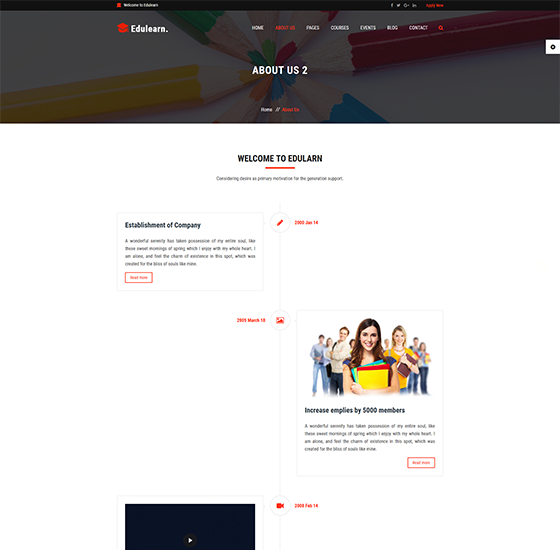 Welcome to Edulearn
Apply Now
Edulearn.
HOME
ABOUT US
PAGES
COURSES
EVENTS
BLOG
CONTACT
ABOUT US 2
Home // About Us
WELCOME TO EDULARN
Considering desire as primary motivation for the generation support.
2000 Jan 14
Establishment of Company
A wonderful serenity has taken possession of my entire soul, like
these sweet mornings of spring which I enjoy with my whole heart. I
am alone, and feel the charm of existence in this spot, which was
created for the bliss of souls like mine.
Read more
2005 March 10
Increase emplies by 5000 members
A wonderful serenity has taken possession of my entire soul, like
these sweet mornings of spring which I enjoy with my whole heart. I
am alone, and feel the charm of existence in this spot, which was
created for the bliss of souls like mine.
Read more
2008 Feb 14